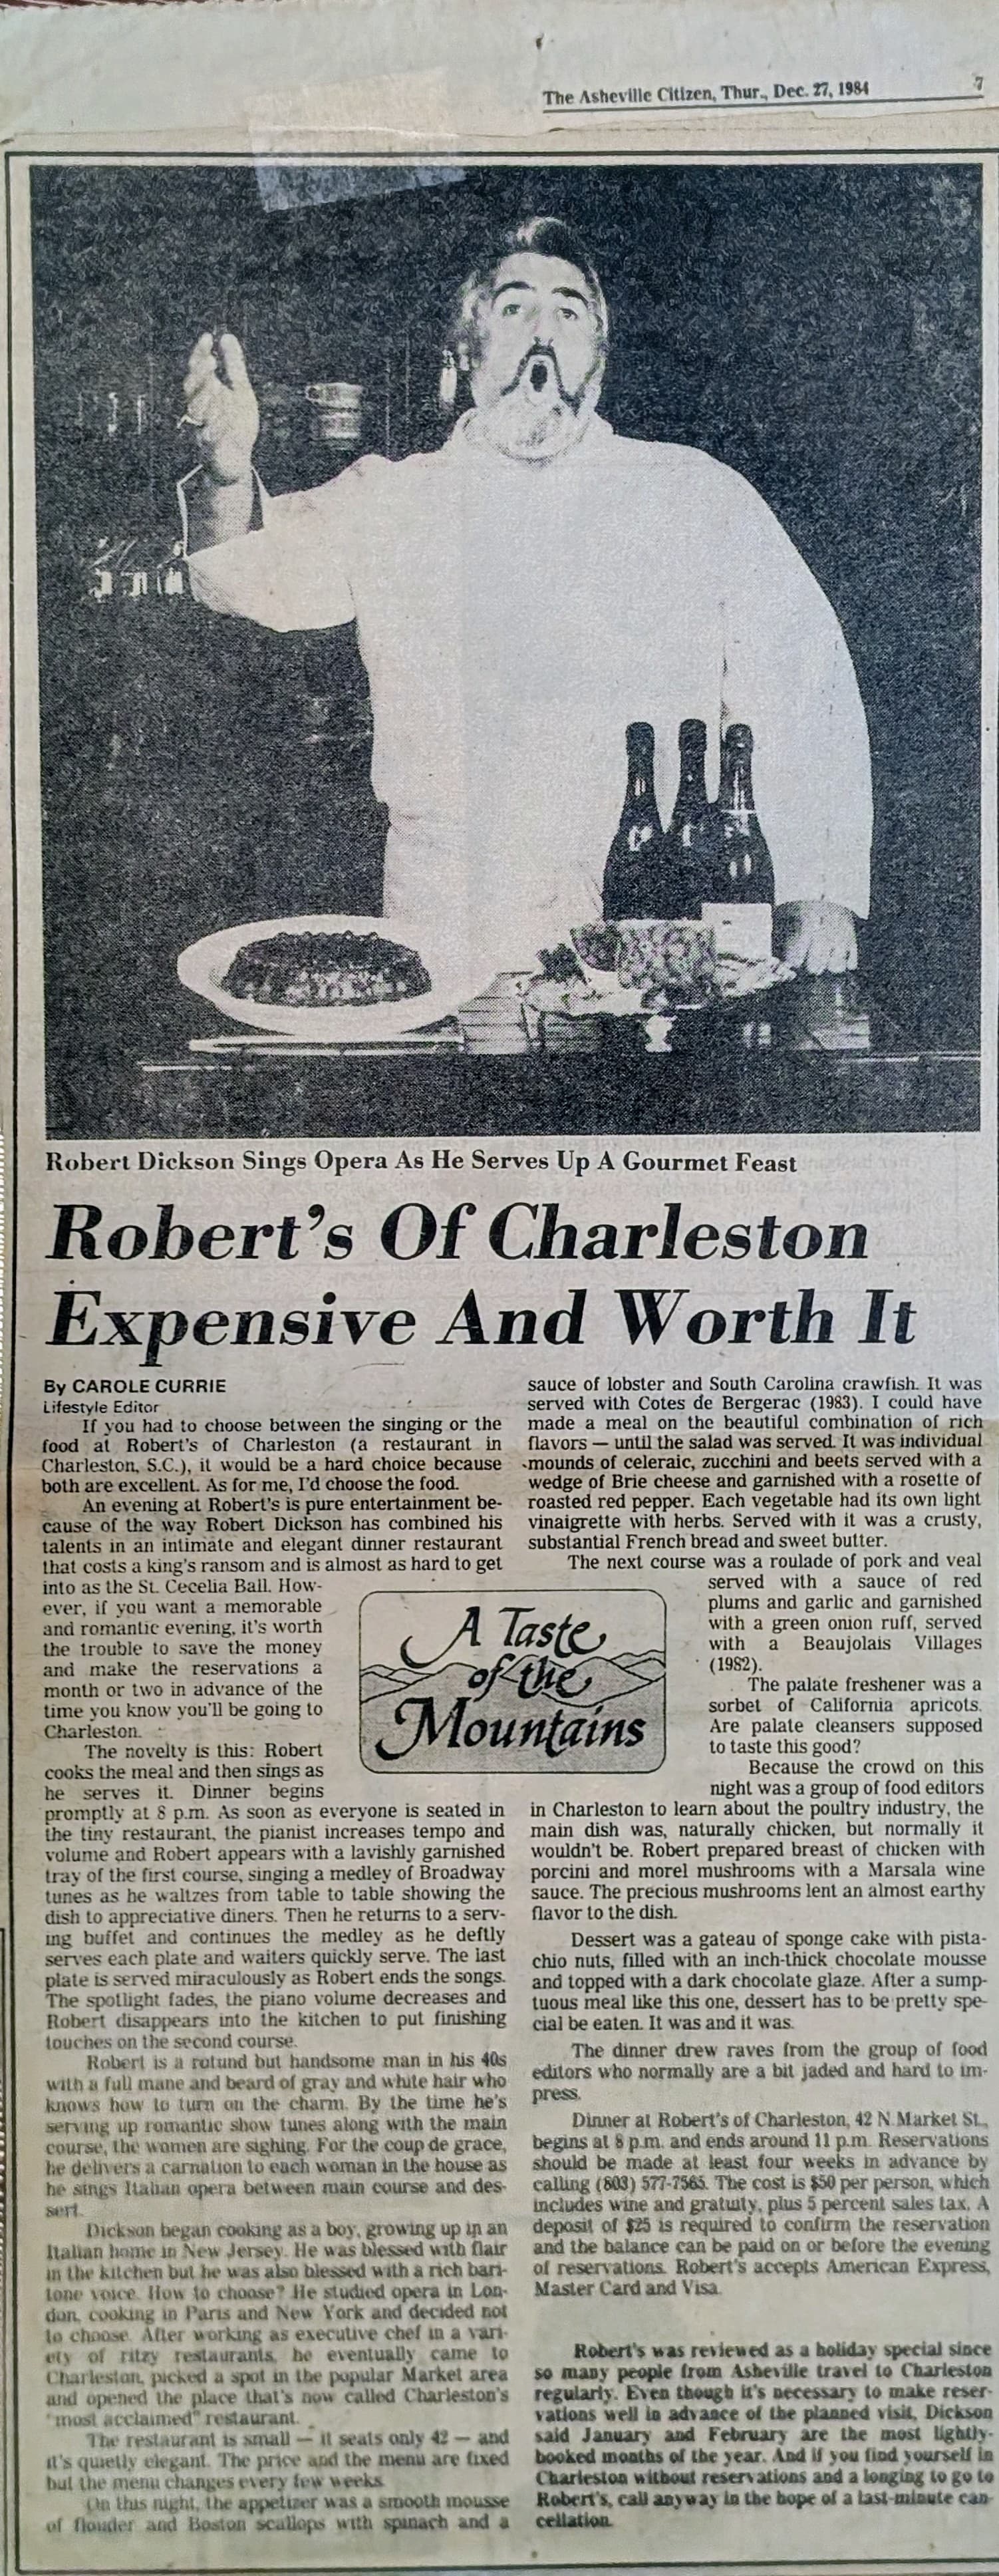 The Asheville Citizen, Thur., Dec. 27, 1984
7
Robert Dickson Sings Opera As He Serves Up A Gourmet Feast
Robert's Of Charleston
Expensive And Worth It
By CAROLE CURRIE
Lifestyle Editor
If you had to choose between the singing or the
food at Robert's of Charleston (a restaurant in
Charleston, S.C.), it would be a hard choice because
both are excellent. As for me, I'd choose the food.
An evening at Robert's is pure entertainment be-
cause of the way Robert Dickson has combined his
talents in an intimate and elegant dinner restaurant
that costs a king's ransom and is almost as hard to get
into as the St. Cecelia Ball. How-
ever, if you want a memorable
and romantic evening, it's worth
the trouble to save the money
and make the reservations a
month or two in advance of the
time you know you'll be going to
Charleston.
The novelty is this: Robert
cooks the meal and then sings as
he serves it. Dinner begins
promptly at 8 p.m. As soon as everyone is seated in
the tiny restaurant, the pianist increases tempo and
volume and Robert appears with a lavishly garnished
tray of the first course, singing a medley of Broadway
tunes as he waltzes from table to table showing the
dish to appreciative diners. Then he returns to a serv-
ing buffet and continues the medley as he deftly
serves each plate and waiters quickly serve. The last
plate is served miraculously as Robert ends the songs.
The spotlight fades, the piano volume decreases and
Robert disappears into the kitchen to put finishing
touches on the second course.
Robert is a rotund but handsome man in his 40s
with a full mane and beard of gray and white hair who
knows how to turn on the charm. By the time he's
serving up romantic show tunes along with the main
course, the women are sighing. For the coup de grace,
he delivers a carnation to each woman in the house as
he sings Italian opera between main course and des-
sert.
Dickson began cooking as a boy, growing up in an
Italian home in New Jersey. He was blessed with flair
in the kitchen but he was also blessed with a rich bari-
tone voice. How to choose? He studied opera in Lon-
don, cooking in Paris and New York and decided not
to choose. After working as executive chef in a vari-
ety of ritzy restaurants, he eventually came to
Charleston, picked a spot in the popular Market area
and opened the place that's now called Charleston's
"most acclaimed" restaurant.
The restaurant is small — it seats only 42 — and
it's quietly elegant. The price and the menu are fixed
but the menu changes every few weeks.
On this night, the appetizer was a smooth mousse
of flounder and Boston scallops with spinach and a
A Taste
of the
Mountains
sauce of lobster and South Carolina crawfish. It was
served with Cotes de Bergerac (1983). I could have
made a meal on the beautiful combination of rich
flavors — until the salad was served. It was individual
mounds of celeraic, zucchini and beets served with a
wedge of Brie cheese and garnished with a rosette of
roasted red pepper. Each vegetable had its own light
vinaigrette with herbs. Served with it was a crusty,
substantial French bread and sweet butter.
The next course was a roulade of pork and veal
served with a sauce of red
plums and garlic and garnished
with a green onion ruff, served
with a Beaujolais Villages
(1982).
The palate freshener was a
sorbet of California apricots.
Are palate cleansers supposed
to taste this good?
Because the crowd on this
night was a group of food editors
in Charleston to learn about the poultry industry, the
main dish was, naturally chicken, but normally it
wouldn't be. Robert prepared breast of chicken with
porcini and morel mushrooms with a Marsala wine
sauce. The precious mushrooms lent an almost earthy
flavor to the dish.
Dessert was a gateau of sponge cake with pista-
chio nuts, filled with an inch-thick chocolate mousse
and topped with a dark chocolate glaze. After a sump-
tuous meal like this one, dessert has to be pretty spe-
cial be eaten. It was and it was.
The dinner drew raves from the group of food
editors who normally are a bit jaded and hard to im-
press.
Dinner at Robert's of Charleston, 42 N. Market St.,
begins at 8 p.m. and ends around 11 p.m. Reservations
should be made at least four weeks in advance by
calling (803) 577-7565. The cost is $50 per person, which
includes wine and gratuity, plus 5 percent sales tax. A
deposit of $25 is required to confirm the reservation
and the balance can be paid on or before the evening
of reservations. Robert's accepts American Express,
Master Card and Visa.
Robert's was reviewed as a holiday special since
so many people from Asheville travel to Charleston
regularly. Even though it's necessary to make reser-
vations well in advance of the planned visit, Dickson
said January and February are the most lightly-
booked months of the year. And if you find yourself in
Charleston without reservations and a longing to go to
Robert's, call anyway in the hope of a last-minute can-
cellation.